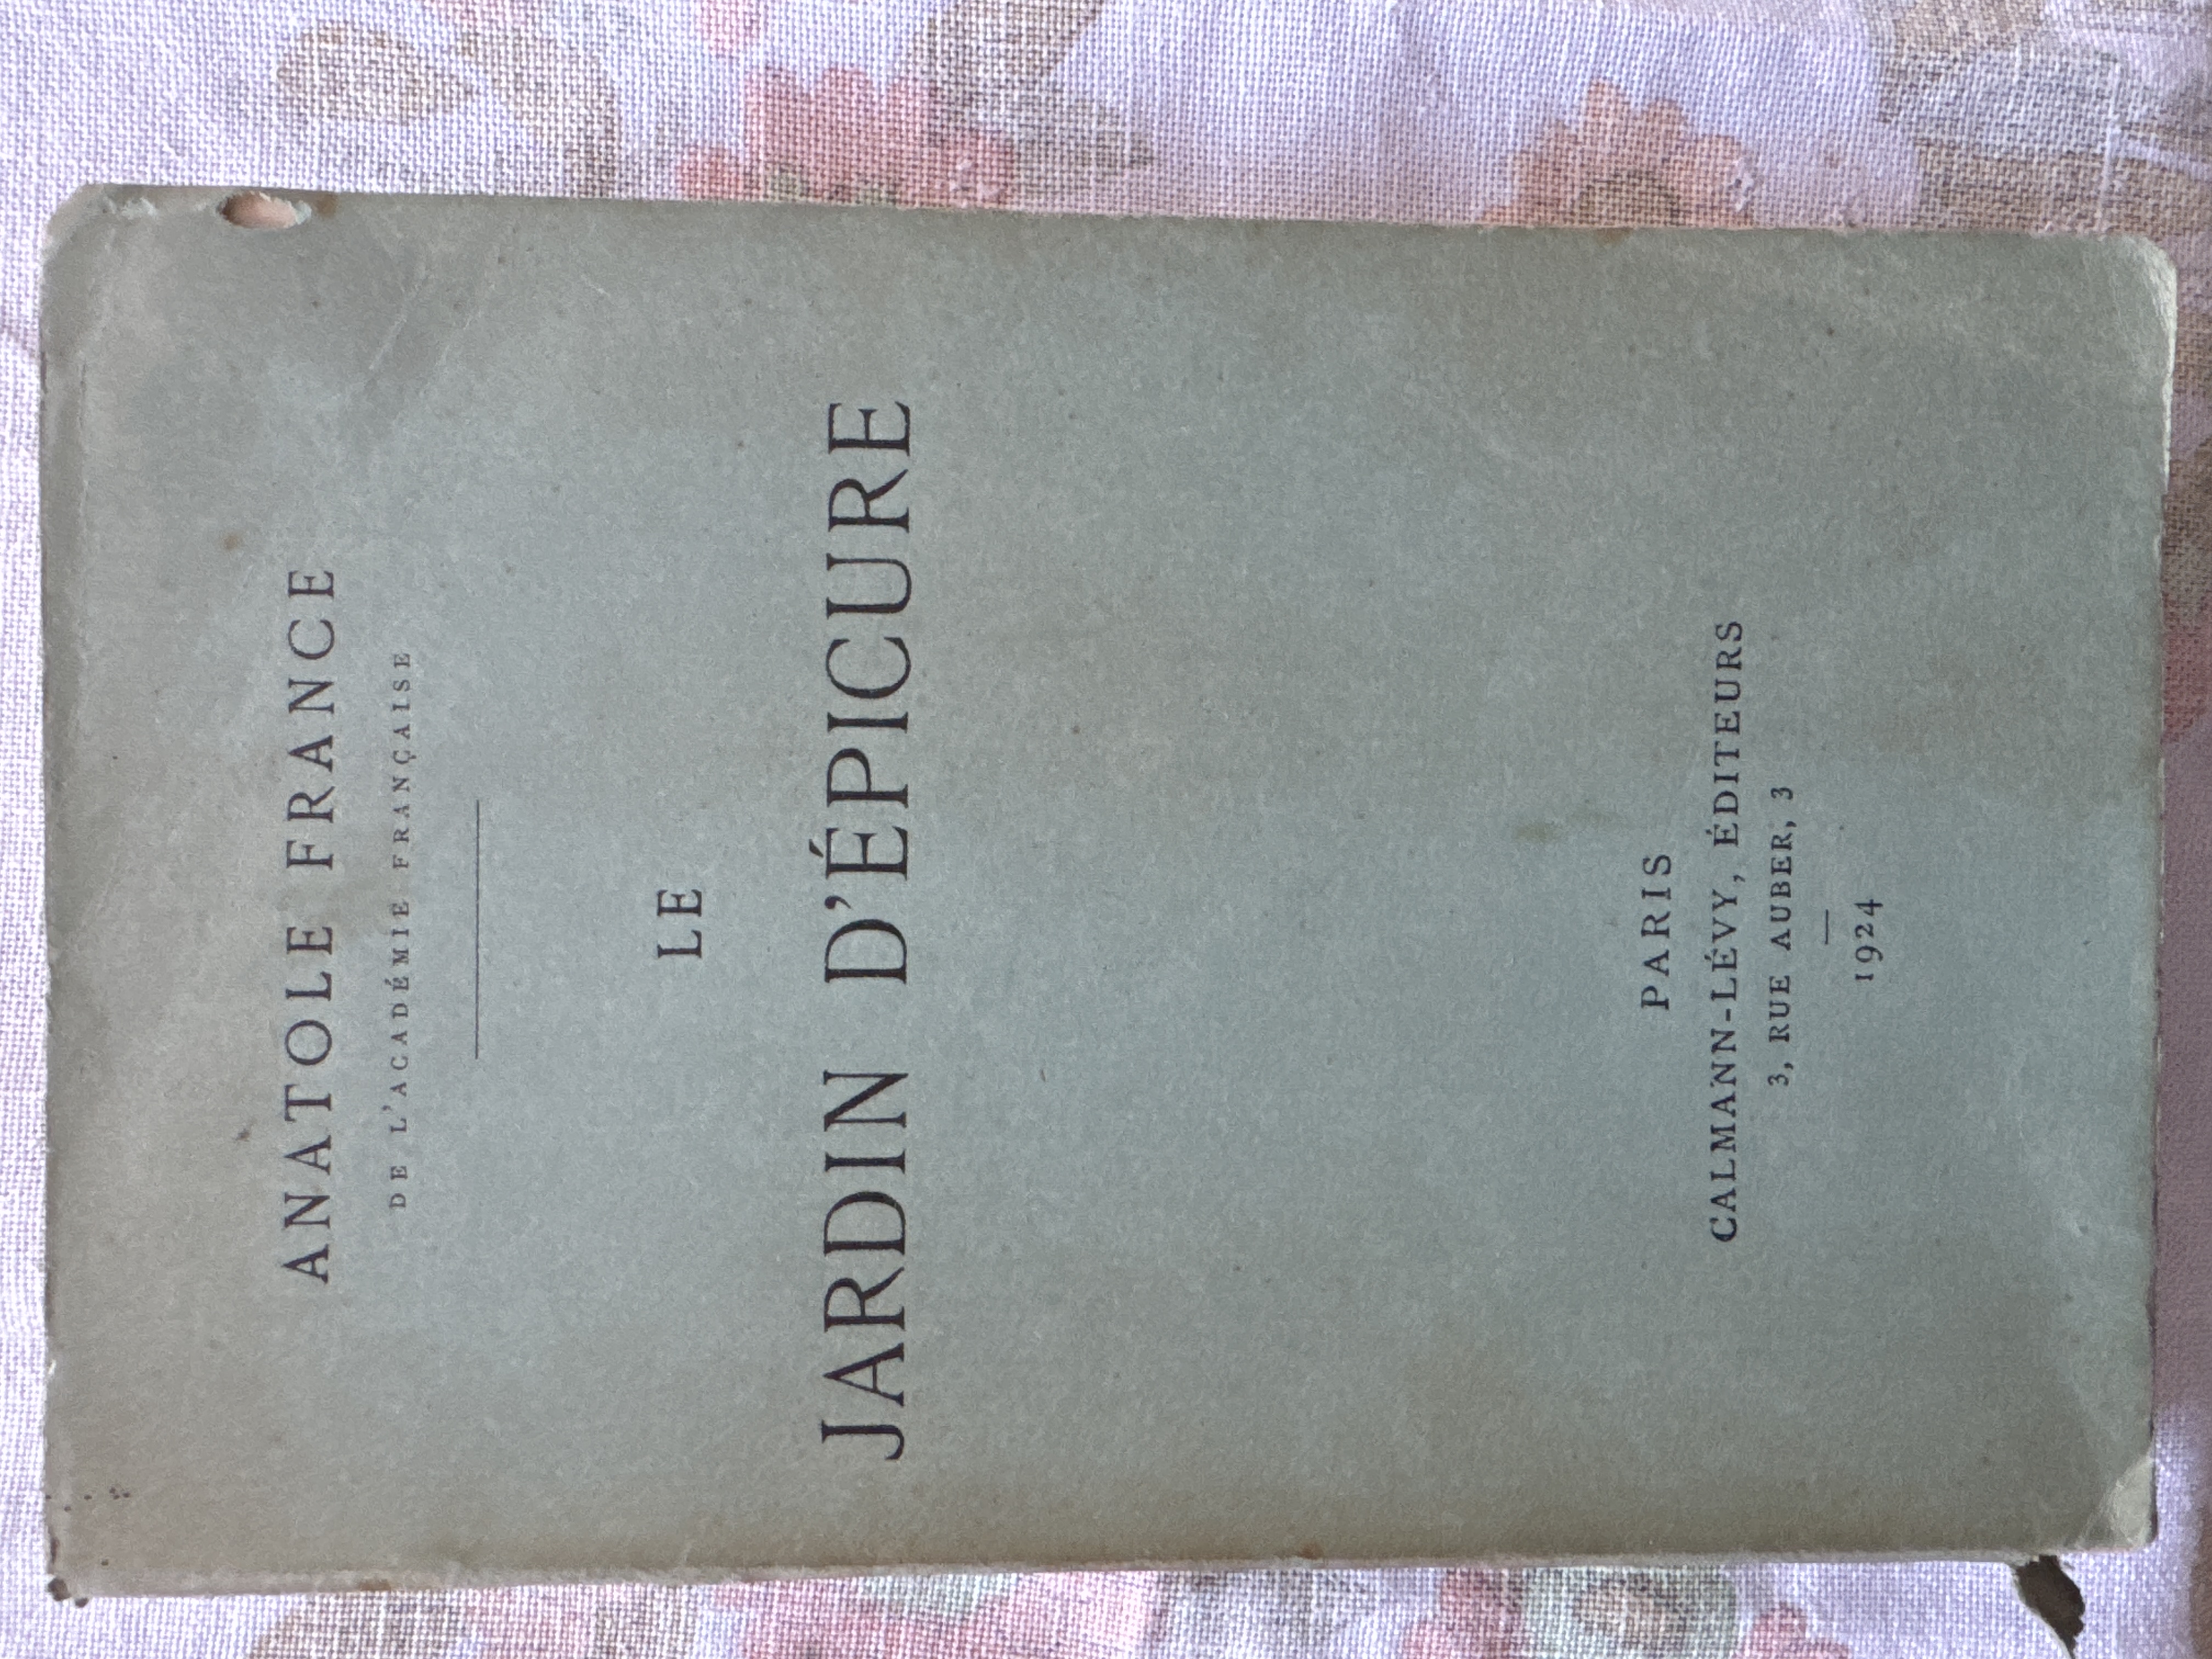 ANATOLE FRANCE
DE L'ACADÉMIE FRANÇAISE
LE
JARDIN D'ÉPICURE
PARIS
CALMANN-LÉVY, ÉDITEURS
3, RUE AUBER, 3
1924